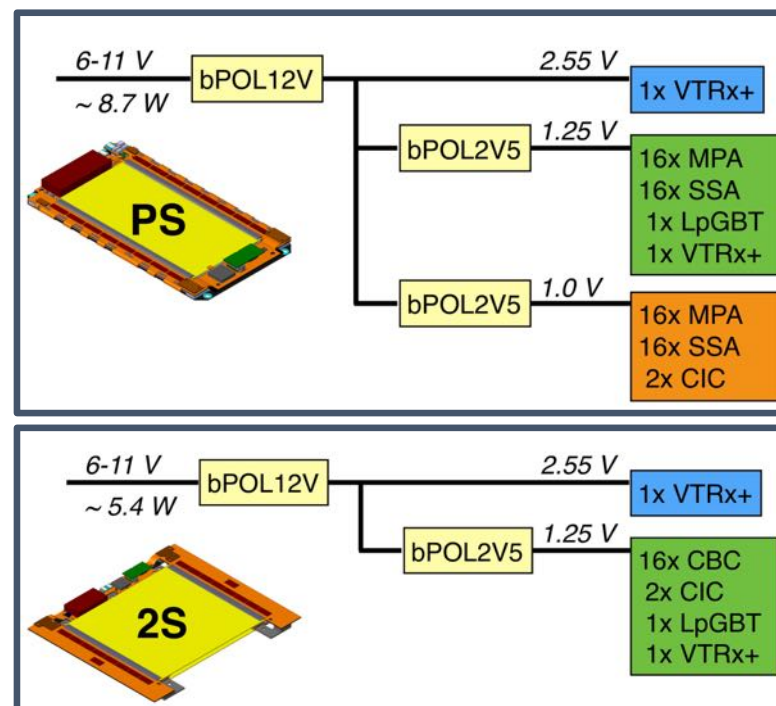 6-11 V
~ 8.7 W
bPOL12V
2.55 V
1x VTRx+
bPOL2V5
1.25 V
16x MPA
16x SSA
1x LpGBT
1x VTRx+
PS
bPOL2V5
1.0 V
16x MPA
16x SSA
2x CIC
6-11 V
~ 5.4 W
bPOL12V
2.55 V
1x VTRx+
bPOL2V5
1.25 V
16x CBC
2x CIC
1x LpGBT
1x VTRx+
2S